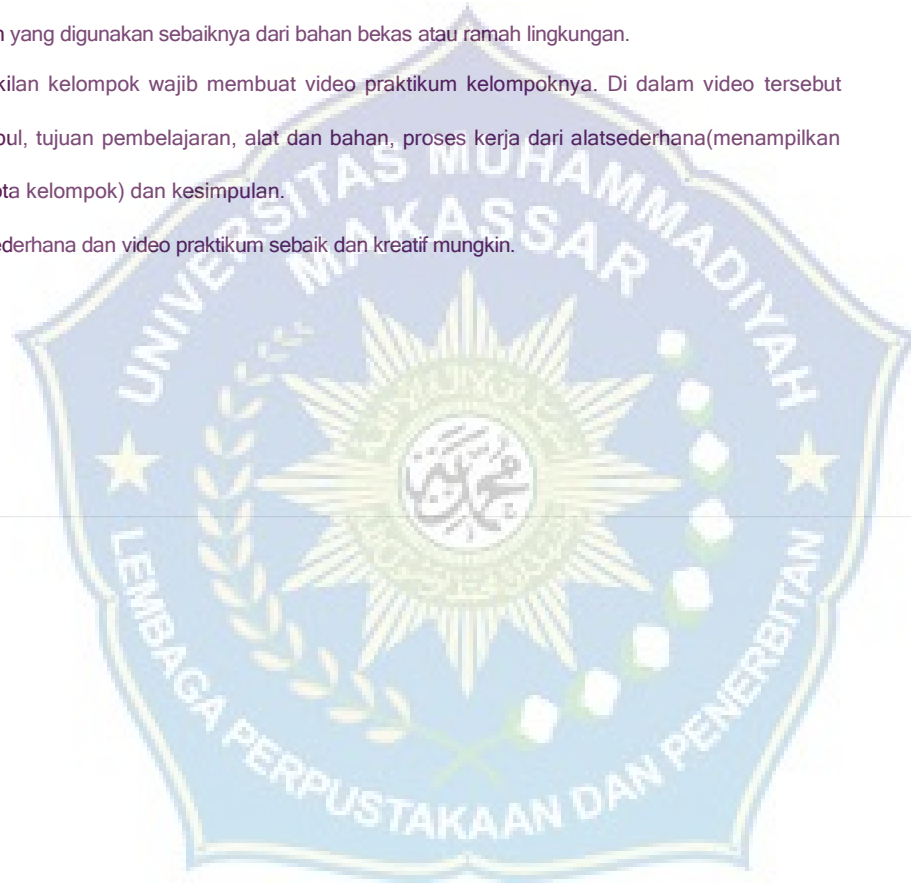 yang digunakan sebaiknya dari bahan bekas atau ramah lingkungan.
kilan kelompok wajib membuat video praktikum kelompoknya. Di dalam video tersebut
pul, tujuan pembelajaran, alat dan bahan, proses kerja dari alatsederhana(menampilkan
ota kelompok) dan kesimpulan.
ederhana dan video praktikum sebaik dan kreatif mungkin.
UNIVERSITAS MUHAMMADIYAH
MAKASSAR
محمدية
LEMBAGA PERPUSTAKAAN DAN PENERBITAN